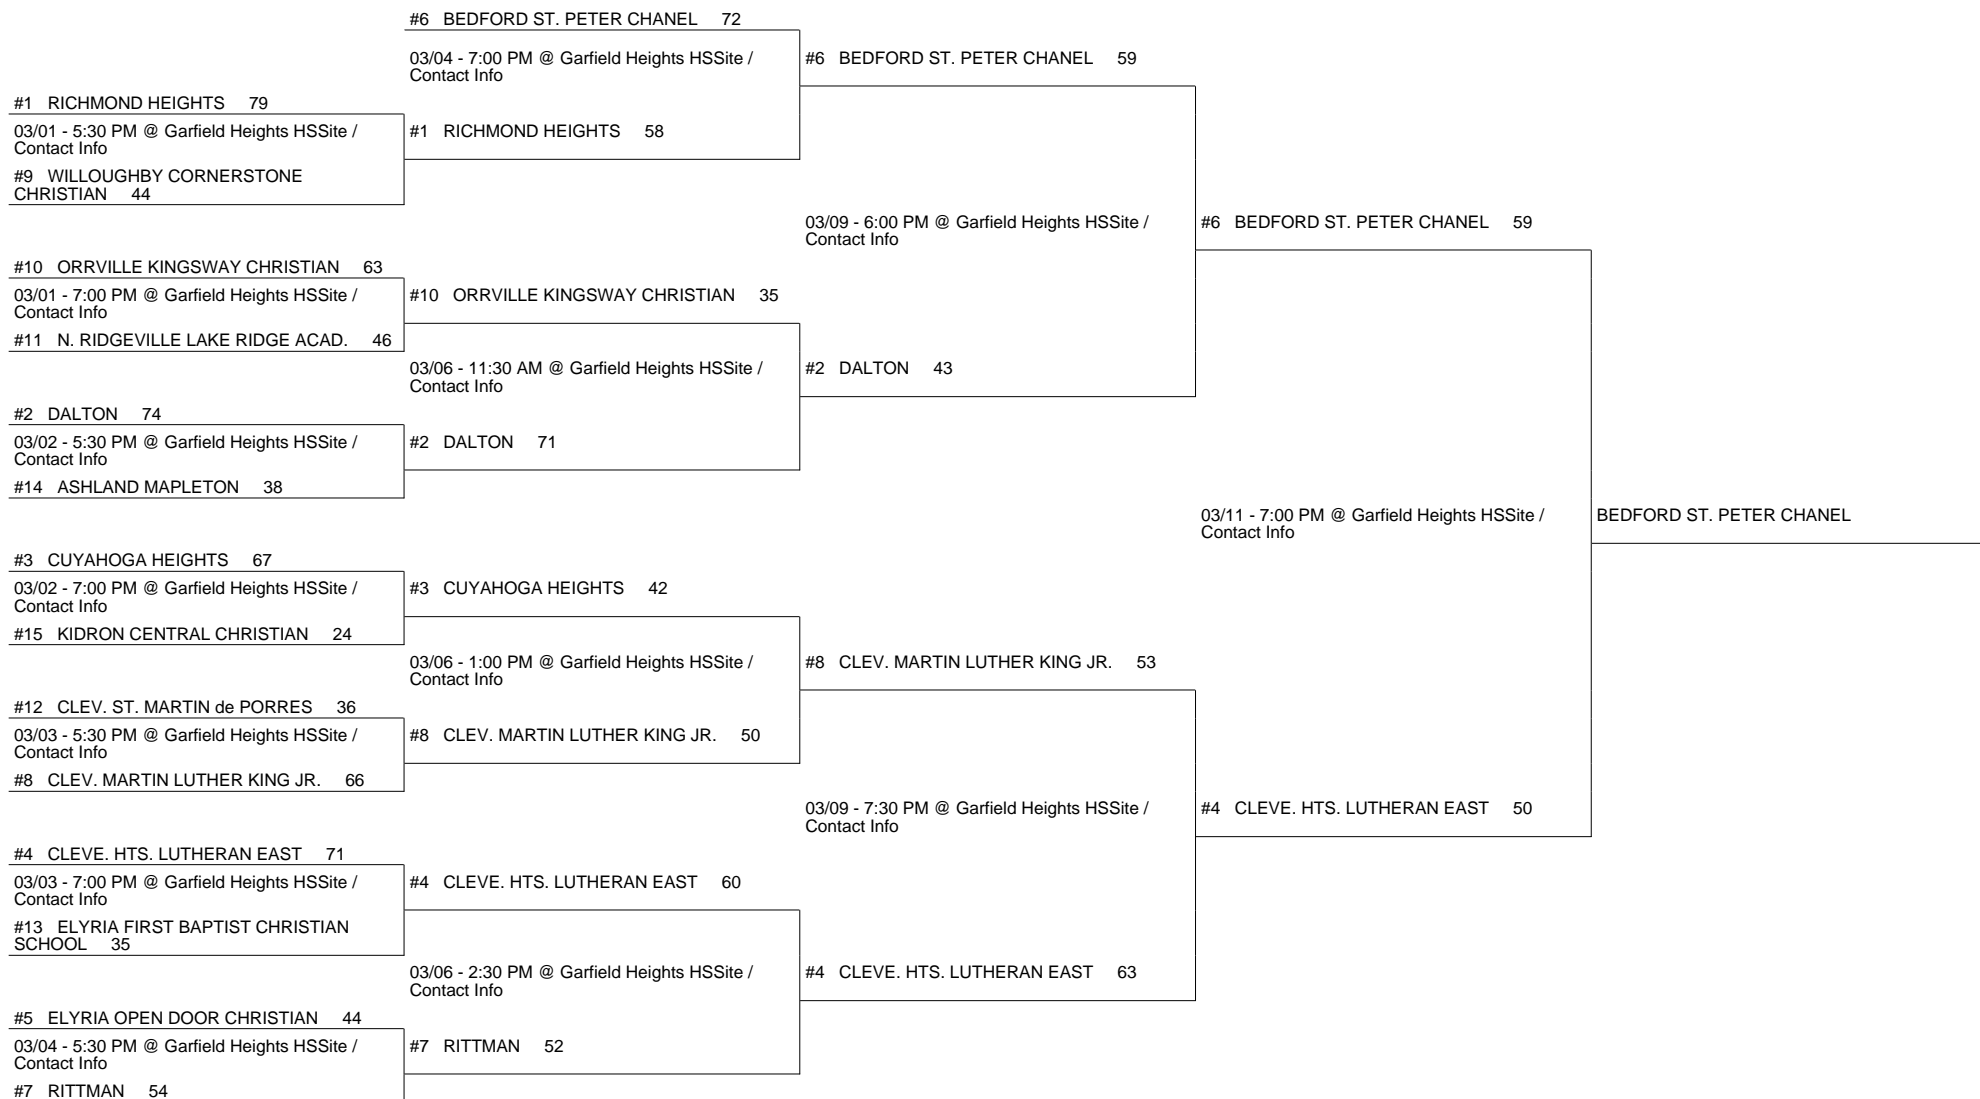 #6 BEDFORD ST. PETER CHANEL 72
03/04 - 7:00 PM @ Garfield Heights HSSite /
Contact Info
#1 RICHMOND HEIGHTS 58
#1 RICHMOND HEIGHTS 79
03/01 - 5:30 PM @ Garfield Heights HSSite /
Contact Info
#9 WILLOUGHBY CORNERSTONE
CHRISTIAN 44
#10 ORRVILLE KINGSWAY CHRISTIAN 63
03/01 - 7:00 PM @ Garfield Heights HSSite /
Contact Info
#11 N. RIDGEVILLE LAKE RIDGE ACAD. 46
#10 ORRVILLE KINGSWAY CHRISTIAN 35
03/06 - 11:30 AM @ Garfield Heights HSSite /
Contact Info
#2 DALTON 71
#2 DALTON 74
03/02 - 5:30 PM @ Garfield Heights HSSite /
Contact Info
#14 ASHLAND MAPLETON 38
#3 CUYAHOGA HEIGHTS 67
03/02 - 7:00 PM @ Garfield Heights HSSite /
Contact Info
#15 KIDRON CENTRAL CHRISTIAN 24
#3 CUYAHOGA HEIGHTS 42
03/06 - 1:00 PM @ Garfield Heights HSSite /
Contact Info
#8 CLEV. MARTIN LUTHER KING JR. 50
#12 CLEV. ST. MARTIN de PORRES 36
03/03 - 5:30 PM @ Garfield Heights HSSite /
Contact Info
#8 CLEV. MARTIN LUTHER KING JR. 66
#4 CLEVE. HTS. LUTHERAN EAST 71
03/03 - 7:00 PM @ Garfield Heights HSSite /
Contact Info
#13 ELYRIA FIRST BAPTIST CHRISTIAN
SCHOOL 35
#4 CLEVE. HTS. LUTHERAN EAST 60
03/06 - 2:30 PM @ Garfield Heights HSSite /
Contact Info
#7 RITTMAN 52
#5 ELYRIA OPEN DOOR CHRISTIAN 44
03/04 - 5:30 PM @ Garfield Heights HSSite /
Contact Info
#7 RITTMAN 54
#6 BEDFORD ST. PETER CHANEL 59
03/09 - 6:00 PM @ Garfield Heights HSSite /
Contact Info
#2 DALTON 43
#8 CLEV. MARTIN LUTHER KING JR. 53
03/09 - 7:30 PM @ Garfield Heights HSSite /
Contact Info
#4 CLEVE. HTS. LUTHERAN EAST 63
#6 BEDFORD ST. PETER CHANEL 59
03/11 - 7:00 PM @ Garfield Heights HSSite /
Contact Info
#4 CLEVE. HTS. LUTHERAN EAST 50
BEDFORD ST. PETER CHANEL